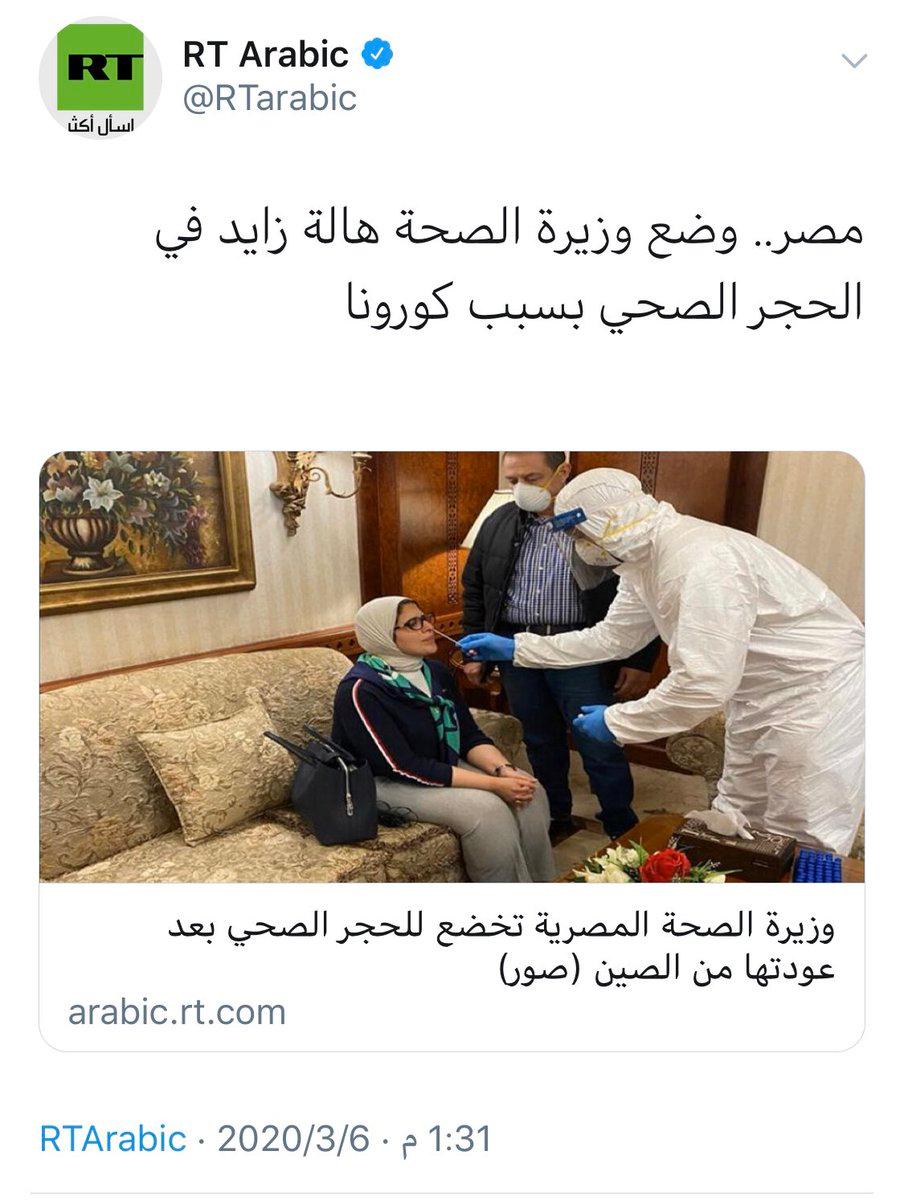 RT
اسأل أكثر
RT Arabic
@RTarabic
مصر.. وضع وزيرة الصحة هالة زايد في
الحجر الصحي بسبب كورونا
وزيرة الصحة المصرية تخضع للحجر الصحي بعد
عودتها من الصين (صور)
arabic.rt.com
1:31 م · 2020/3/6 · RTArabic